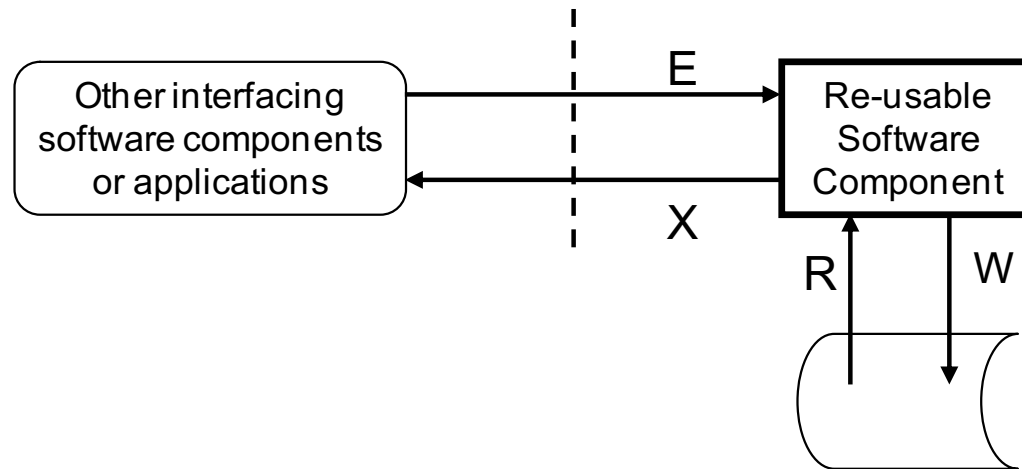 Other interfacing
software components
or applications
E
X
Re-usable
Software
Component
R
W